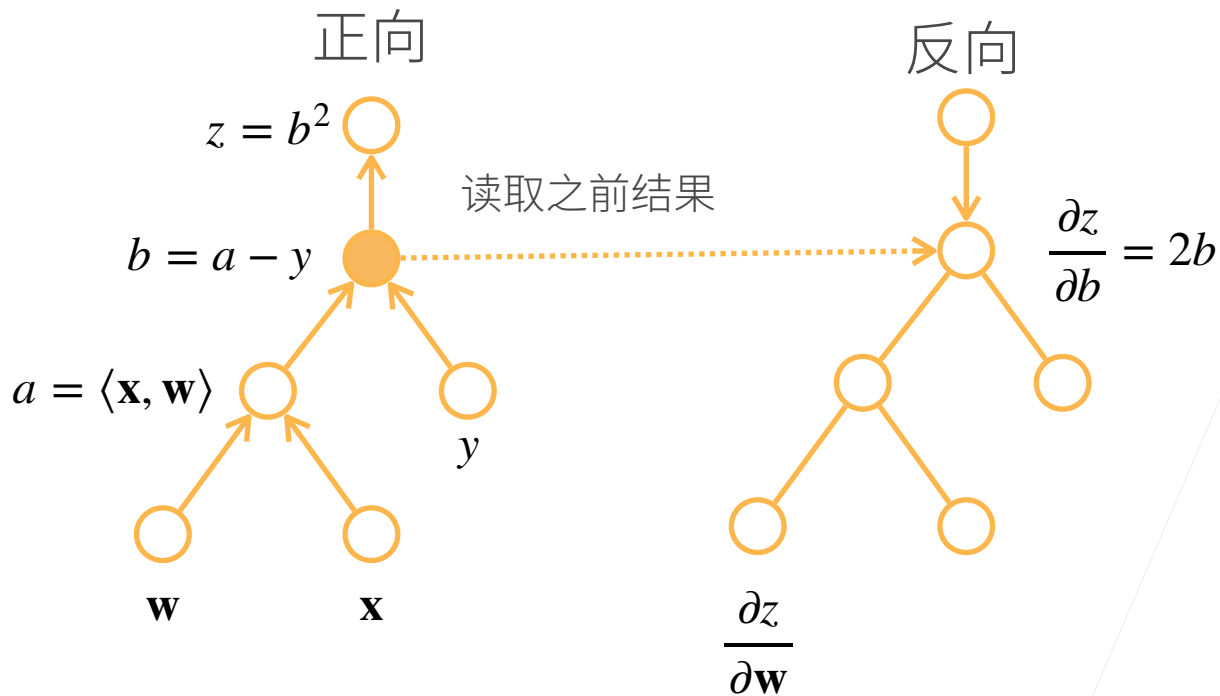 正向
反向
z = b²
读取之前结果
b = a − y
∂z/∂b = 2b
a = ⟨x, w⟩
y
w
x
∂z/∂w